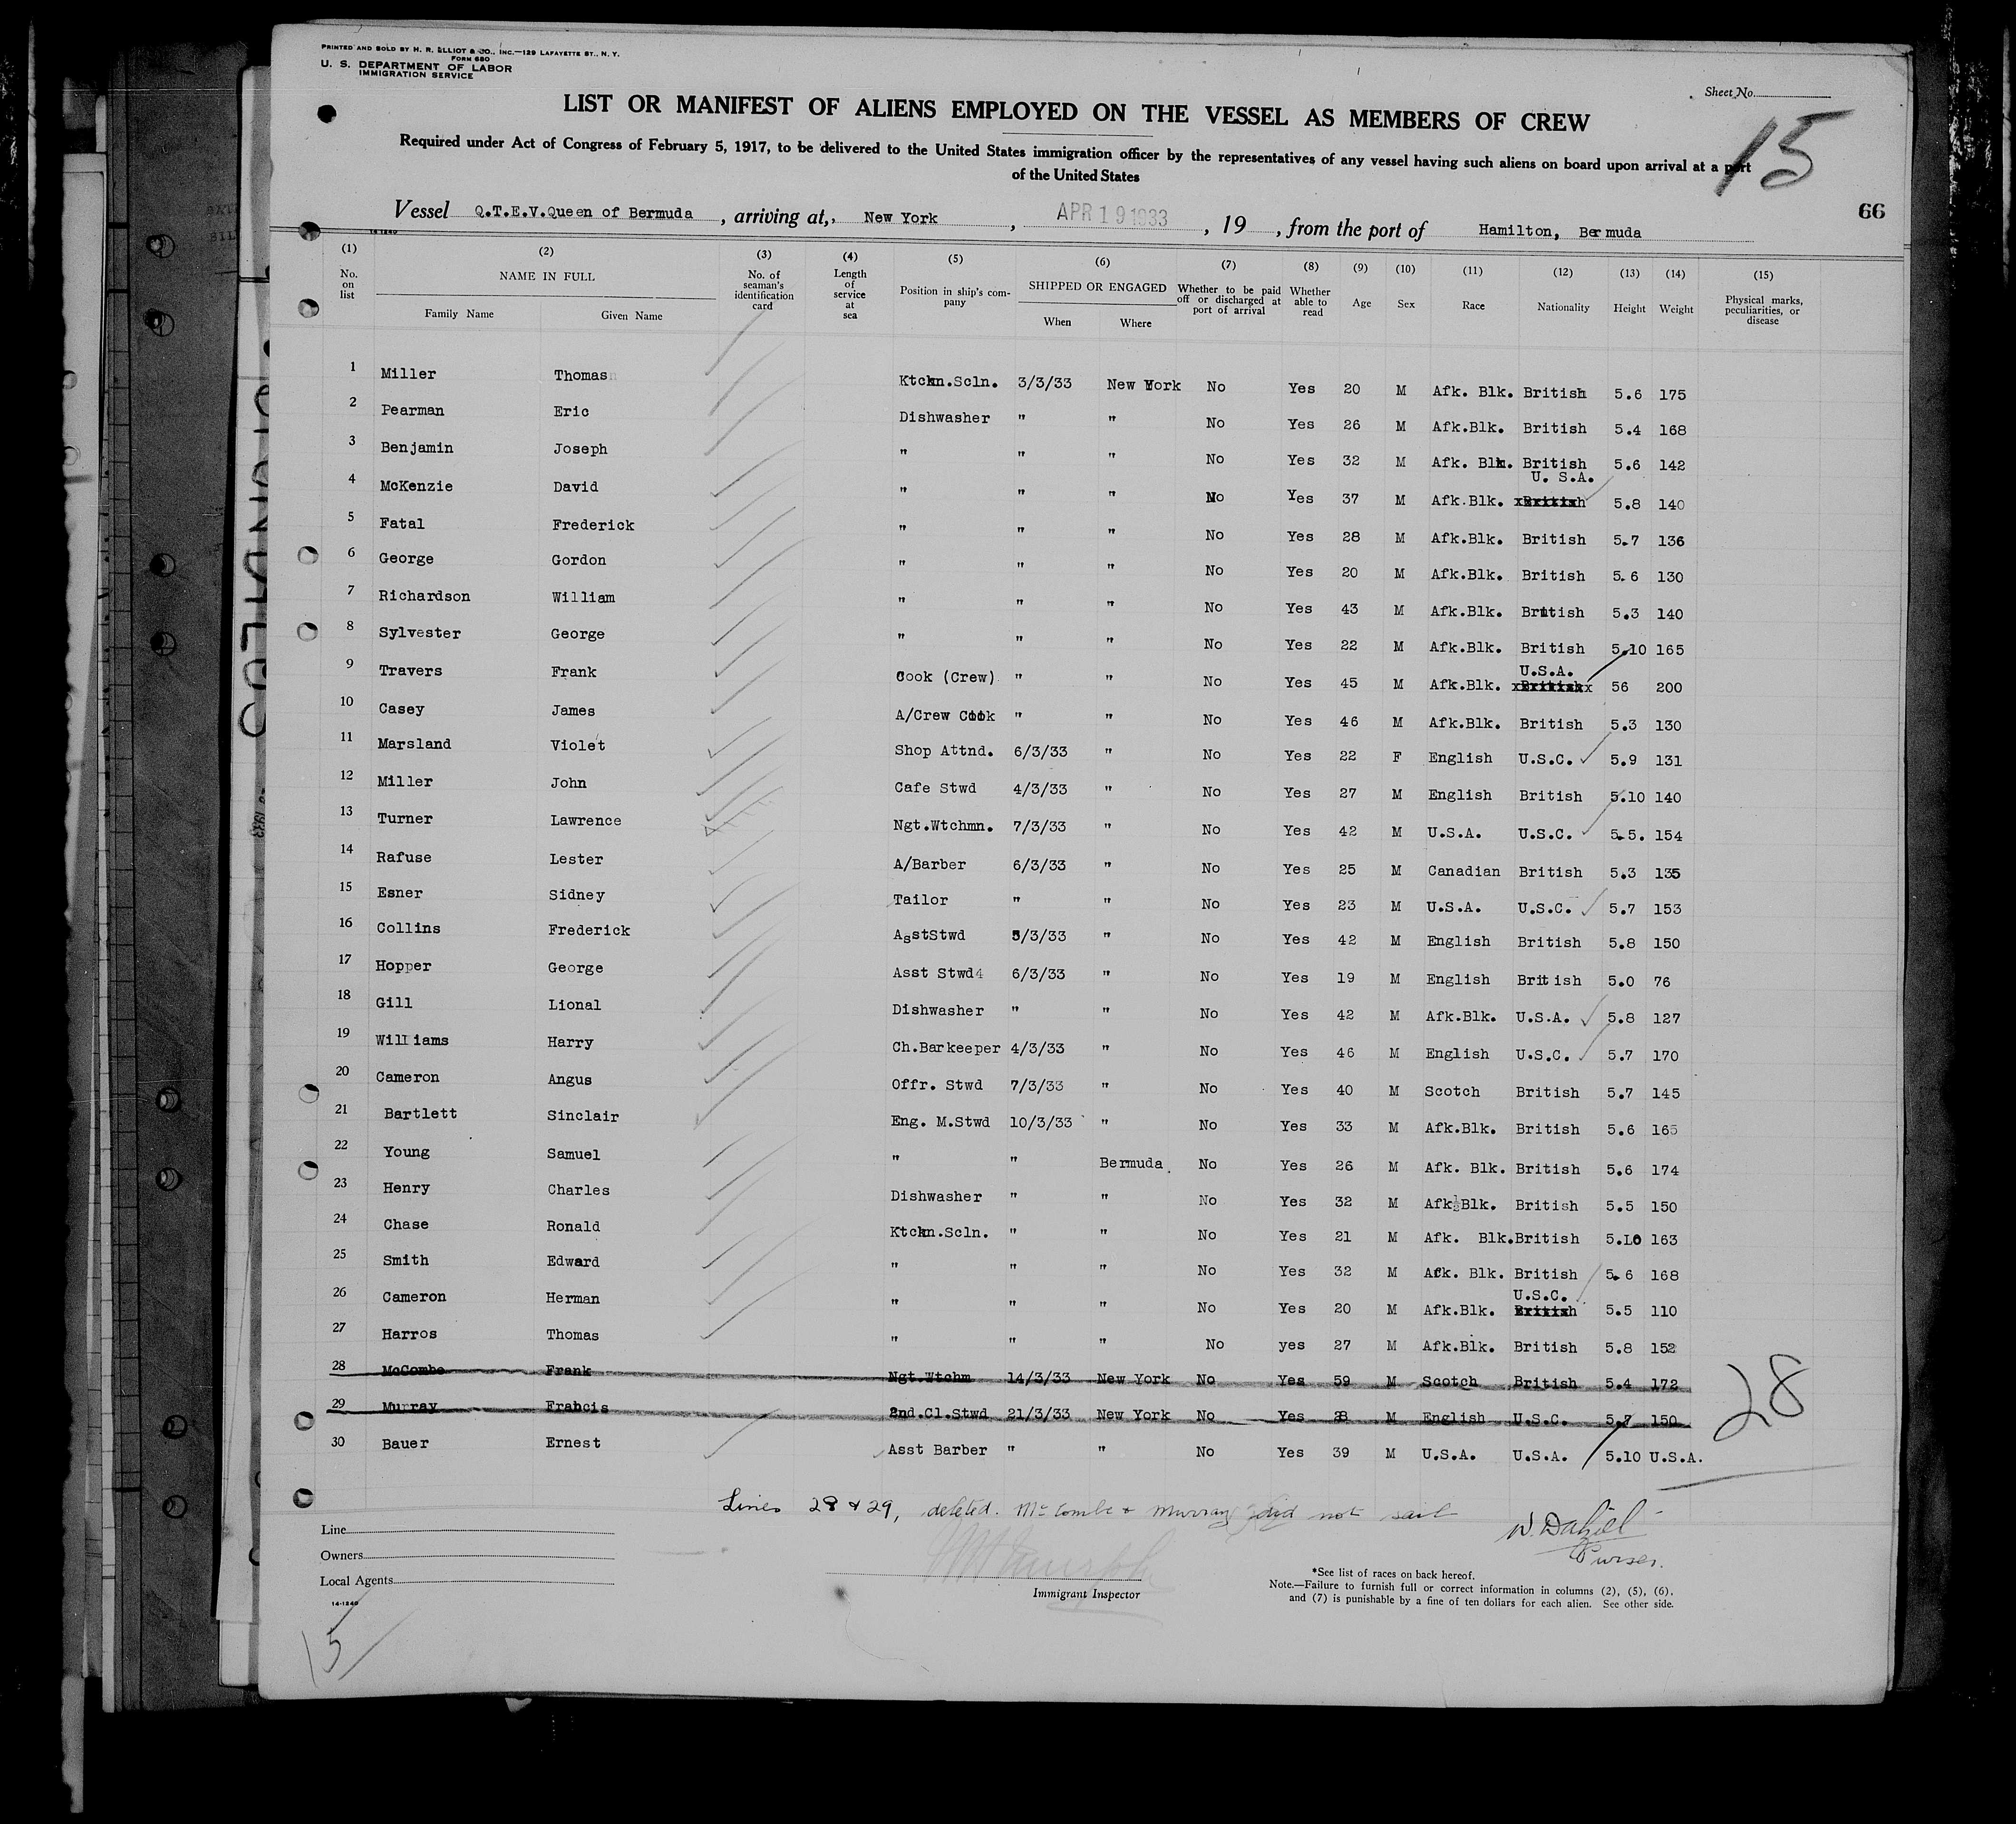 PRINTED AND SOLD BY H. R. ELLIOT & CO., INC.—129 LAFAYETTE ST., N. Y.
FORM 680
U. S. DEPARTMENT OF LABOR
IMMIGRATION SERVICE
Sheet No.
LIST OR MANIFEST OF ALIENS EMPLOYED ON THE VESSEL AS MEMBERS OF CREW
15
Required under Act of Congress of February 5, 1917, to be delivered to the United States immigration officer by the representatives of any vessel having such aliens on board upon arrival at a port
of the United States
66
Vessel Q.T.E.V.Queen of Bermuda, arriving at, New York, APR 19 1933, 19 , from the port of Hamilton, Bermuda
14-1240
(1) (2) (3) (4) (5) (6) (7) (8) (9) (10) (11) (12) (13) (14) (15)
No. on list NAME IN FULL Family Name Given Name No. of seaman's identification card Length of service at sea Position in ship's company SHIPPED OR ENGAGED When Where Whether to be paid off or discharged at port of arrival Whether able to read Age Sex Race Nationality Height Weight Physical marks, peculiarities, or disease
1 Miller Thomas Ktchn.Scln. 3/3/33 New York No Yes 20 M Afk. Blk. British 5.6 175
2 Pearman Eric Dishwasher " " No Yes 26 M Afk.Blk. British 5.4 168
3 Benjamin Joseph " " " No Yes 32 M Afk. Blk. British 5.6 142
4 McKenzie David " " " No Yes 37 M Afk.Blk. British U. S.A. 5.8 140
5 Fatal Frederick " " " No Yes 28 M Afk.Blk. British 5.7 136
6 George Gordon " " " No Yes 20 M Afk.Blk. British 5.6 130
7 Richardson William " " " No Yes 43 M Afk.Blk. British 5.3 140
8 Sylvester George " " " No Yes 22 M Afk.Blk. British 5.10 165
9 Travers Frank Cook (Crew) " " No Yes 45 M Afk.Blk. British U.S.A. 56 200
10 Casey James A/Crew Cook " " No Yes 46 M Afk.Blk. British 5.3 130
11 Marsland Violet Shop Attnd. 6/3/33 " No Yes 22 F English U.S.C. 5.9 131
12 Miller John Cafe Stwd 4/3/33 " No Yes 27 M English British 5.10 140
13 Turner Lawrence Ngt.Wtchmn. 7/3/33 " No Yes 42 M U.S.A. U.S.C. 5.5. 154
14 Rafuse Lester A/Barber 6/3/33 " No Yes 25 M Canadian British 5.3 135
15 Esner Sidney Tailor " " No Yes 23 M U.S.A. U.S.C. 5.7 153
16 Collins Frederick AsstStwd 5/3/33 " No Yes 42 M English British 5.8 150
17 Hopper George Asst Stwd4 6/3/33 " No Yes 19 M English British 5.0 76
18 Gill Lional Dishwasher " " No Yes 42 M Afk.Blk. U.S.A. 5.8 127
19 Williams Harry Ch.Barkeeper 4/3/33 " No Yes 46 M English U.S.C. 5.7 170
20 Cameron Angus Offr. Stwd 7/3/33 " No Yes 40 M Scotch British 5.7 145
21 Bartlett Sinclair Eng. M.Stwd 10/3/33 " No Yes 33 M Afk.Blk. British 5.6 165
22 Young Samuel " " Bermuda No Yes 26 M Afk. Blk. British 5.6 174
23 Henry Charles Dishwasher " " No Yes 32 M Afk.Blk. British 5.5 150
24 Chase Ronald Ktchn.Scln. " " No Yes 21 M Afk. Blk. British 5.10 163
25 Smith Edward " " " No Yes 32 M Afk. Blk. British 5.6 168
26 Cameron Herman " " " No Yes 20 M Afk.Blk. British U.S.C. 5.5 110
27 Harros Thomas " " " No yes 27 M Afk.Blk. British 5.8 152
28 McCombe Frank Ngt.Wtchm 14/3/33 New York No Yes 59 M Scotch British 5.4 172
29 Murray Francis 2nd.Cl.Stwd 21/3/33 New York No Yes 28 M English U.S.C. 5.7 150
30 Bauer Ernest Asst Barber " " No Yes 39 M U.S.A. U.S.A. 5.10 U.S.A.
28
Lines 28 & 29, deleted. McCombe & Murray did not sail
Purser.
Line
Owners
Local Agents
14-1240
Immigrant Inspector
*See list of races on back hereof.
Note.—Failure to furnish full or correct information in columns (2), (5), (6),
and (7) is punishable by a fine of ten dollars for each alien. See other side.
15